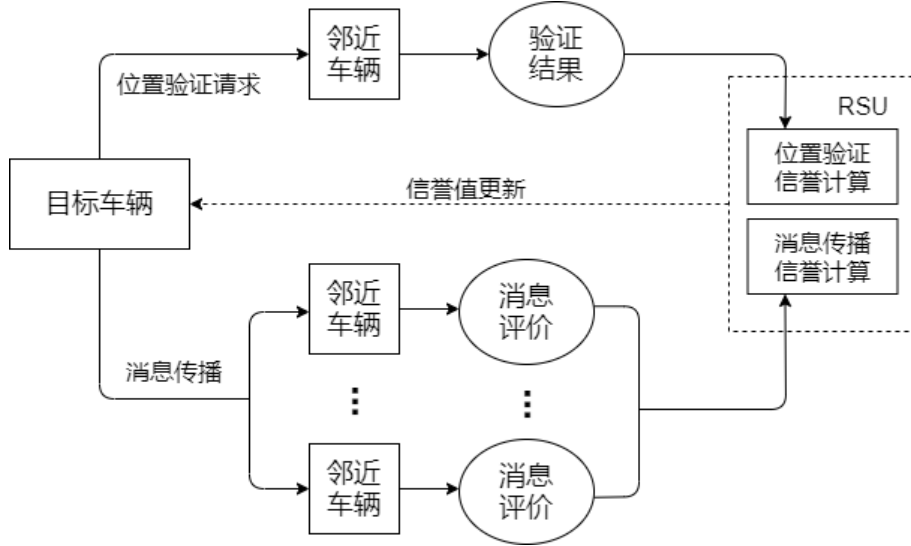 邻近
车辆
验证
结果
位置验证请求
RSU
位置验证
信誉计算
目标车辆
信誉值更新
消息传播
信誉计算
邻近
车辆
消息
评价
消息传播
邻近
车辆
消息
评价